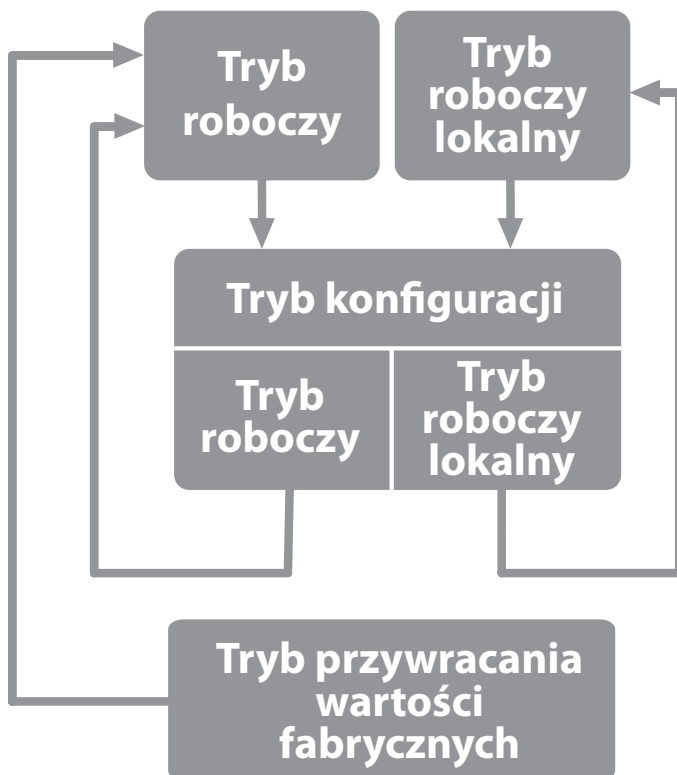 Tryb
roboczy
Tryb
roboczy
lokalny
Tryb konfiguracji
Tryb
roboczy
Tryb
roboczy
lokalny
Tryb przywracania
wartości
fabrycznych